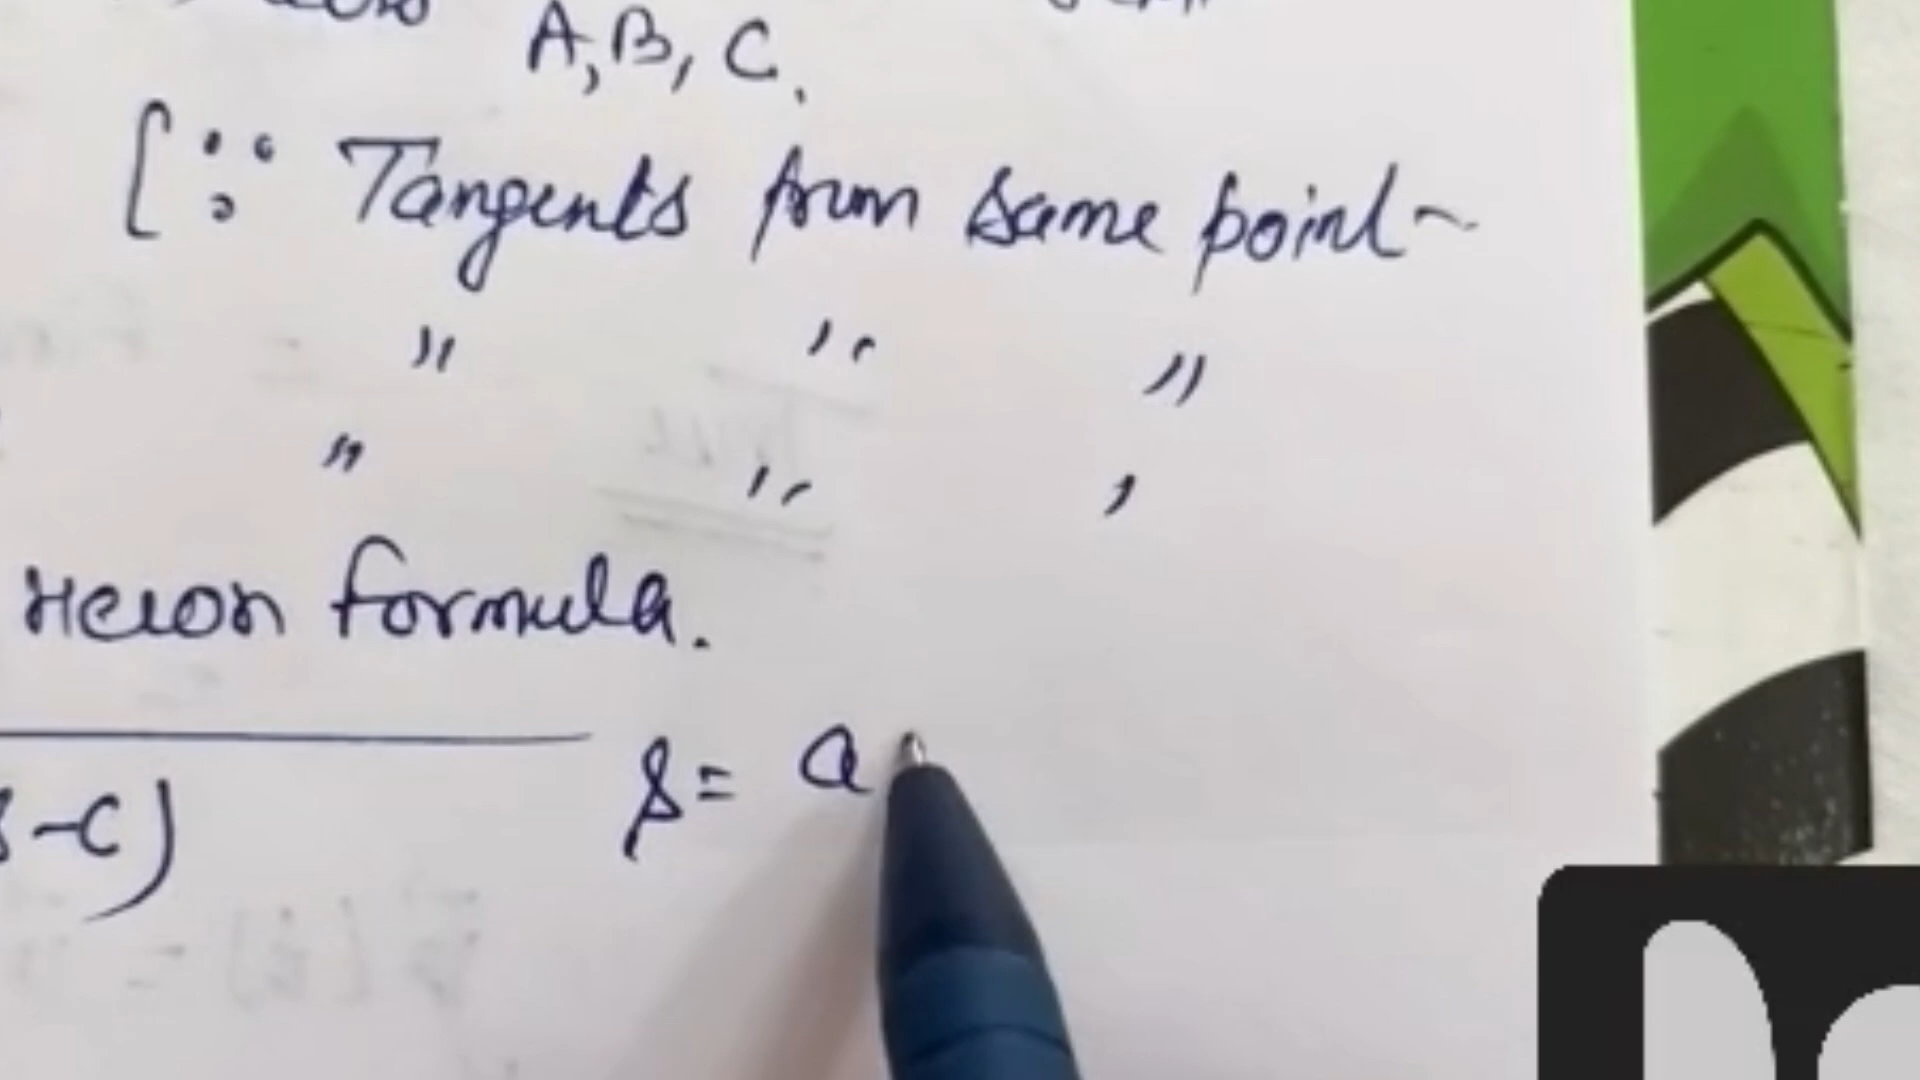 A, B, C.
[∵ Tangents from same point
" " "
" " "
Heron formula.
s-c) s = a